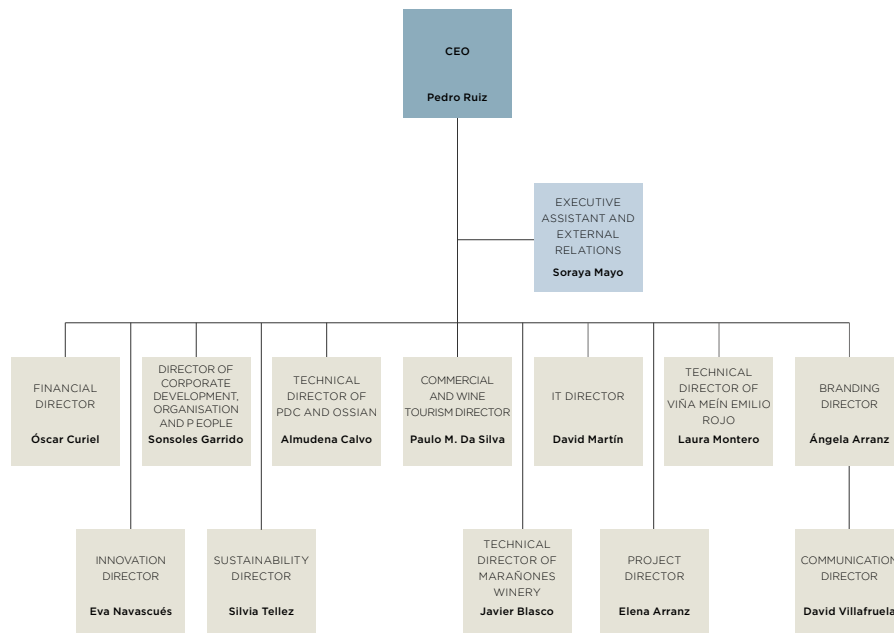 CEO
Pedro Ruiz
EXECUTIVE
ASSISTANT AND
EXTERNAL
RELATIONS
Soraya Mayo
FINANCIAL
DIRECTOR
Óscar Curiel
DIRECTOR OF
CORPORATE
DEVELOPMENT,
ORGANISATION
AND P EOPLE
Sonsoles Garrido
TECHNICAL
DIRECTOR OF
PDC AND OSSIAN
Almudena Calvo
COMMERCIAL
AND WINE
TOURISM DIRECTOR
Paulo M. Da Silva
IT DIRECTOR
David Martín
TECHNICAL
DIRECTOR OF
VIÑA MEÍN EMILIO
ROJO
Laura Montero
BRANDING
DIRECTOR
Ángela Arranz
INNOVATION
DIRECTOR
Eva Navascués
SUSTAINABILITY
DIRECTOR
Silvia Tellez
TECHNICAL
DIRECTOR OF
MARAÑONES
WINERY
Javier Blasco
PROJECT
DIRECTOR
Elena Arranz
COMMUNICATION
DIRECTOR
David Villafruela